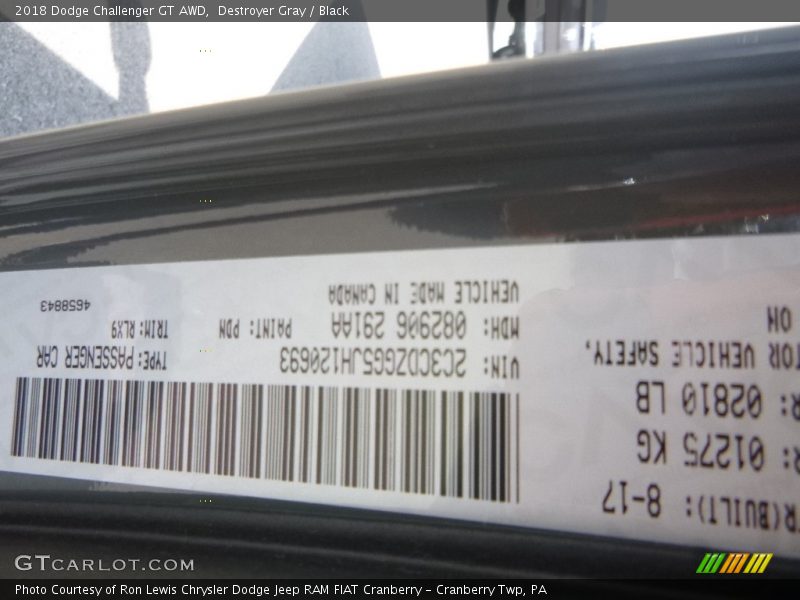 2018 Dodge Challenger GT AWD, Destroyer Gray / Black
R(BUILT): 8-17
R: 01275 KG
R: 02810 LB
TOR VEHICLE SAFETY,
ON
VIN: 2C3CDZGG5JH120693 TYPE: PASSENGER CAR
MDH: 082906 291AA PAINT: PDN TRIM: RLX9
VEHICLE MADE IN CANADA 4658843
GTCARLOT.COM
Photo Courtesy of Ron Lewis Chrysler Dodge Jeep RAM FIAT Cranberry – Cranberry Twp, PA